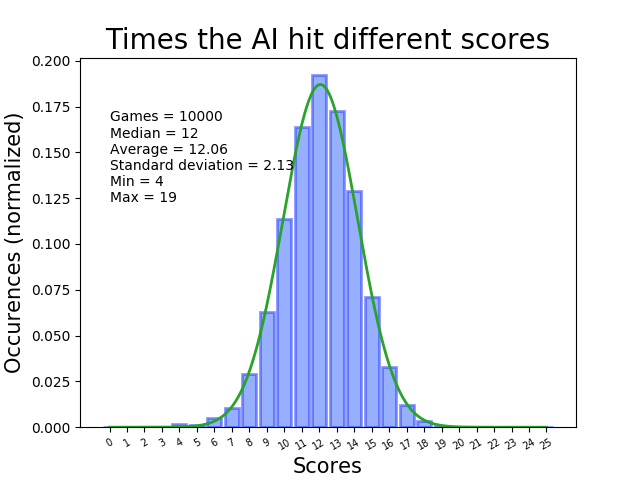 Times the AI hit different scores
Occurences (normalized)
0.200
0.175
0.150
0.125
0.100
0.075
0.050
0.025
0.000
Games = 10000
Median = 12
Average = 12.06
Standard deviation = 2.13
Min = 4
Max = 19
0 1 2 3 4 5 6 7 8 9 10 11 12 13 14 15 16 17 18 19 20 21 22 23 24 25
Scores